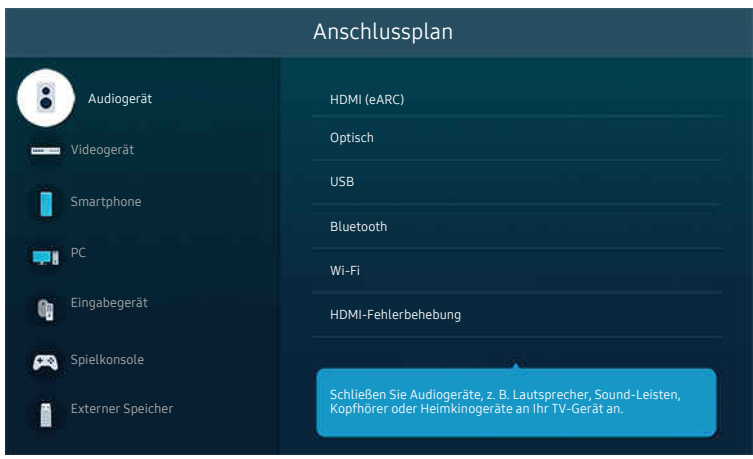 Anschlussplan
Audiogerät
Videogerät
Smartphone
PC
Eingabegerät
Spielkonsole
Externer Speicher
HDMI (eARC)
Optisch
USB
Bluetooth
Wi-Fi
HDMI-Fehlerbehebung
Schließen Sie Audiogeräte, z. B. Lautsprecher, Sound-Leisten,
Kopfhörer oder Heimkinogeräte an Ihr TV-Gerät an.